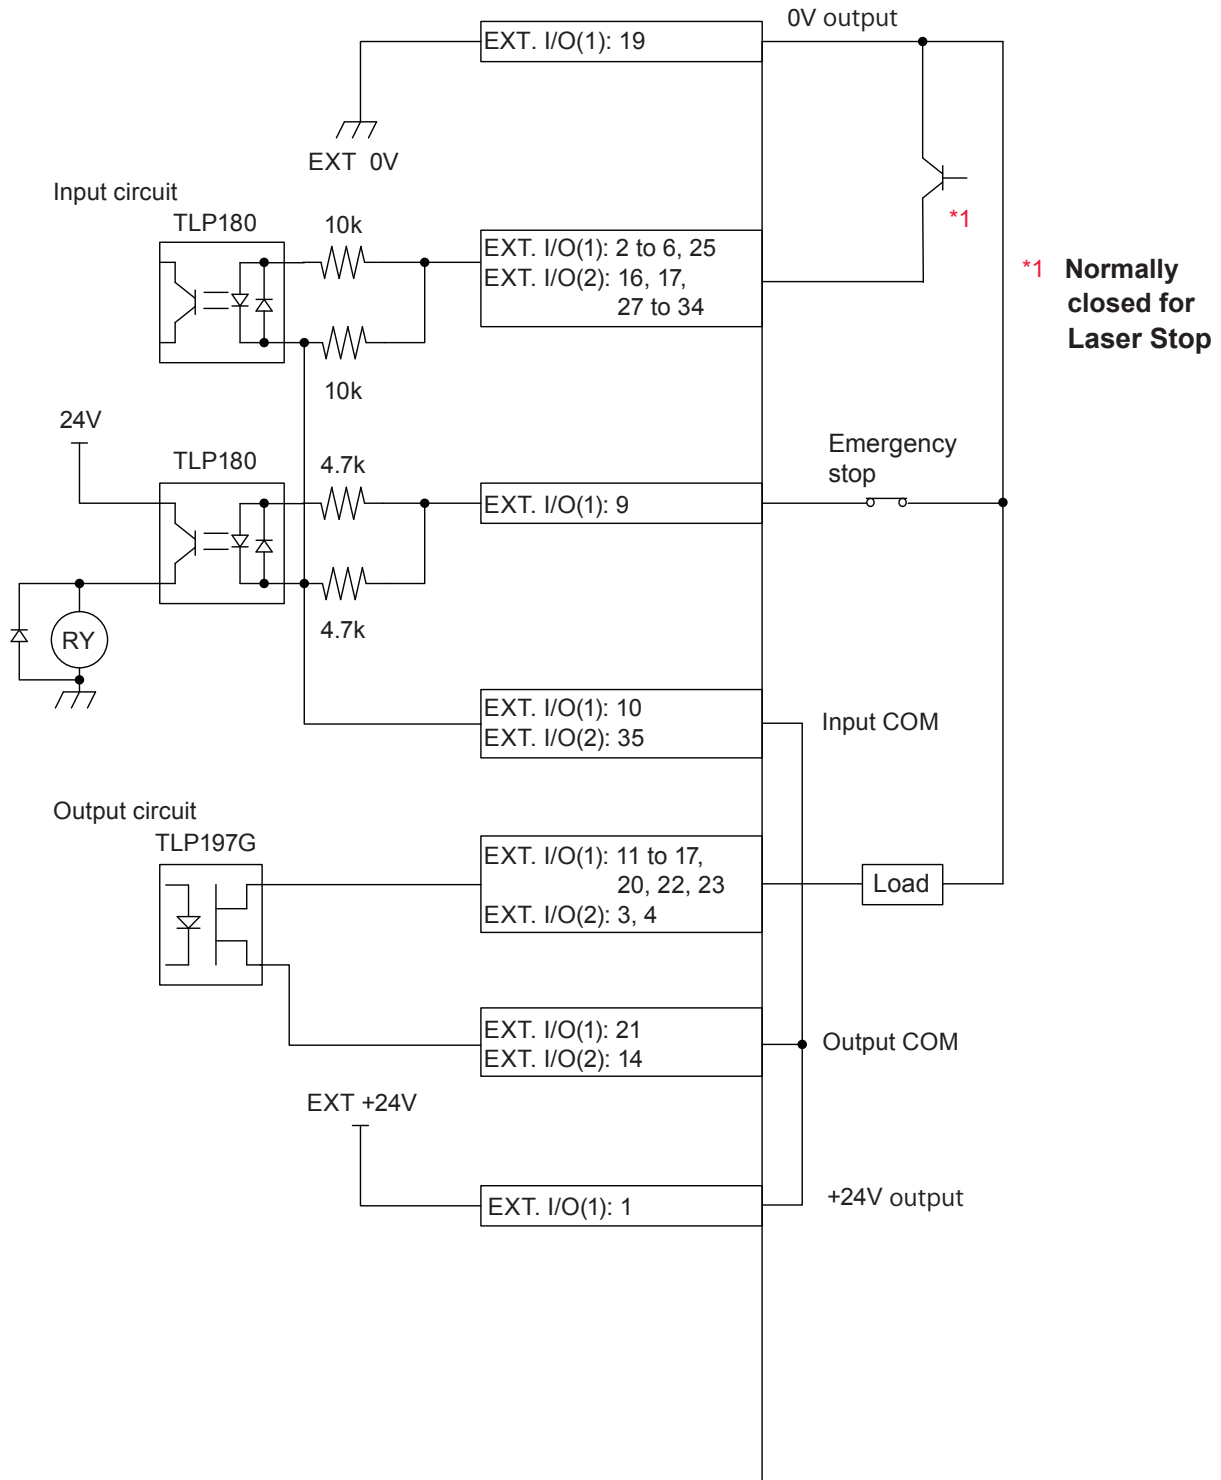 0V output
EXT. I/O(1): 19
EXT 0V
Input circuit
TLP180
10k
EXT. I/O(1): 2 to 6, 25
EXT. I/O(2): 16, 17,
27 to 34
*1
*1 Normally
closed for
Laser Stop
10k
24V
TLP180
4.7k
EXT. I/O(1): 9
Emergency
stop
RY
4.7k
EXT. I/O(1): 10
EXT. I/O(2): 35
Input COM
Output circuit
TLP197G
EXT. I/O(1): 11 to 17,
20, 22, 23
EXT. I/O(2): 3, 4
Load
EXT. I/O(1): 21
EXT. I/O(2): 14
Output COM
EXT +24V
EXT. I/O(1): 1
+24V output